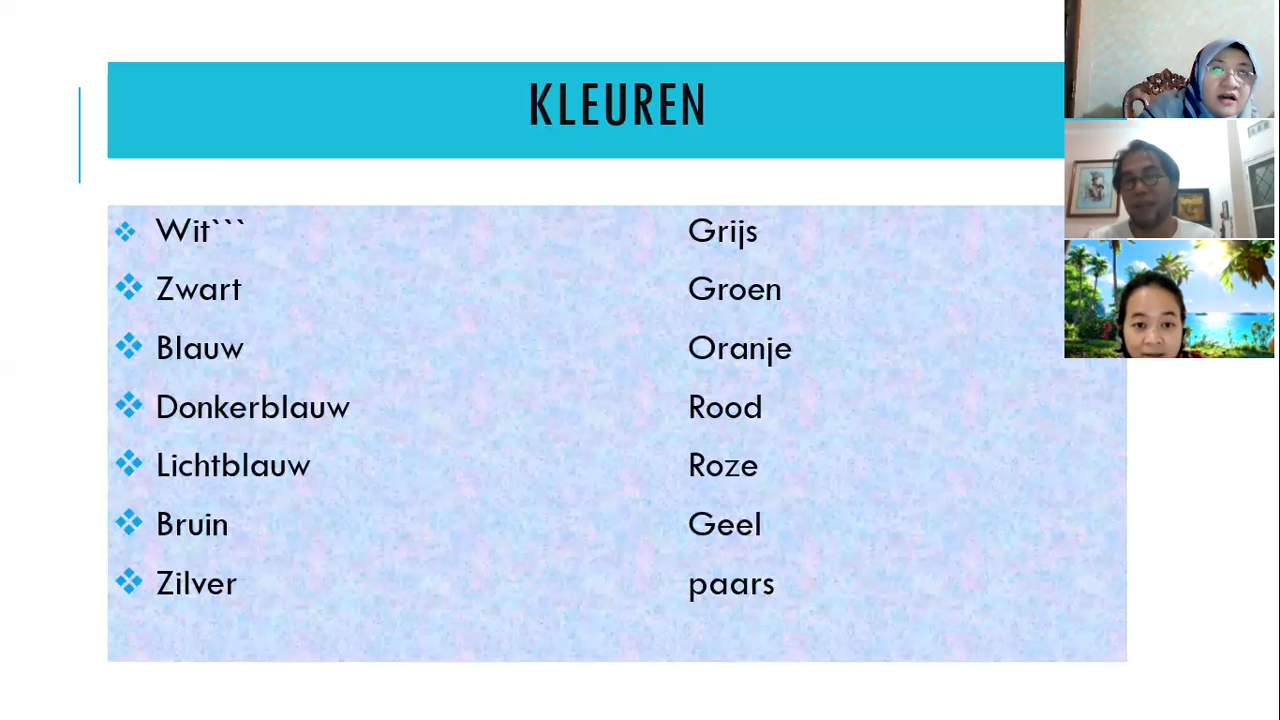 KLEUREN
Wit``` Grijs
Zwart Groen
Blauw Oranje
Donkerblauw Rood
Lichtblauw Roze
Bruin Geel
Zilver paars